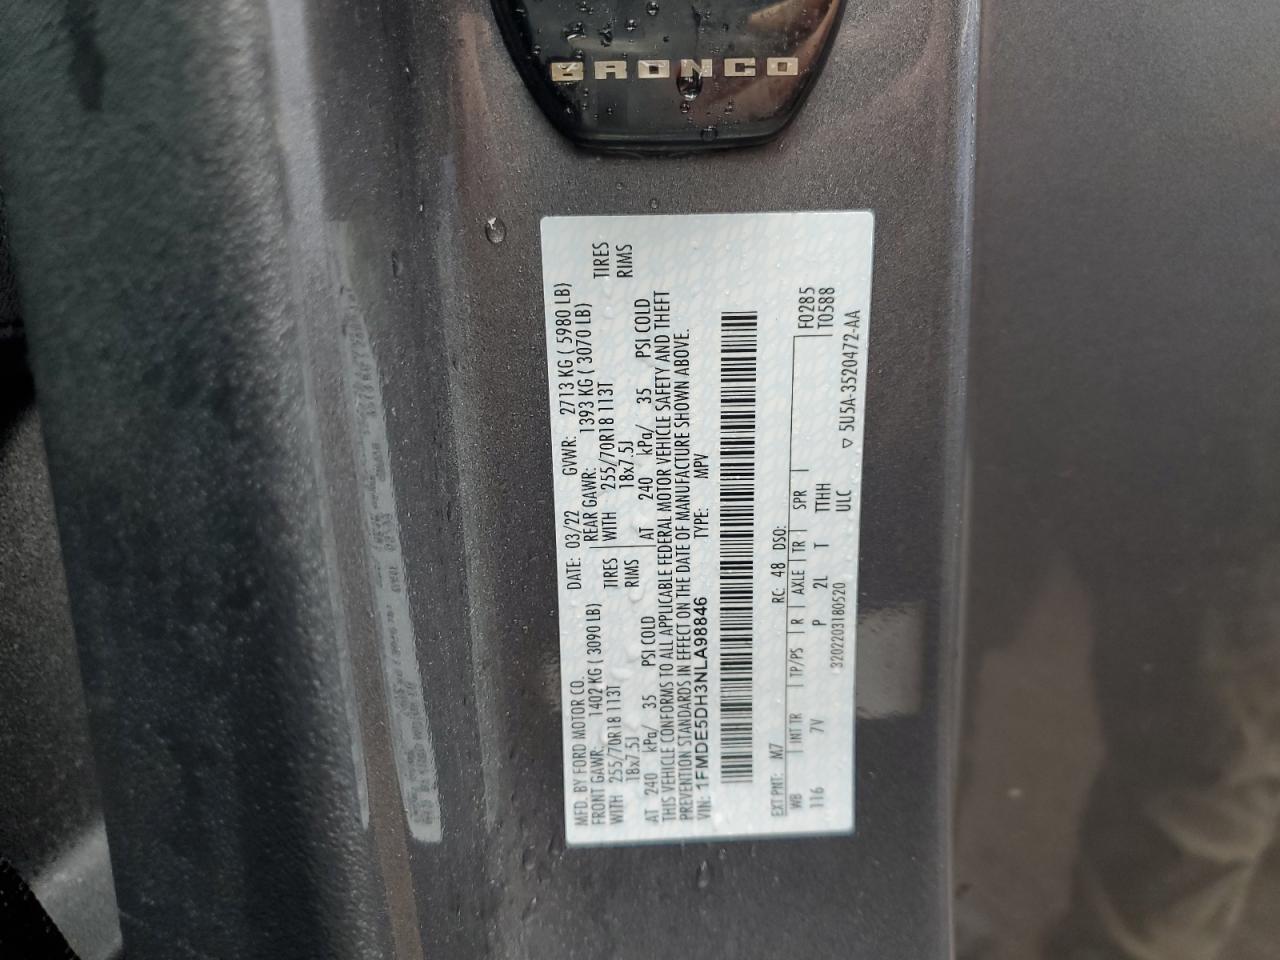 BRONCO
MFD. BY FORD MOTOR CO. DATE: 03/22 GVWR: 2713 KG ( 5980 LB)
FRONT GAWR: 1402 KG ( 3090 LB) REAR GAWR: 1393 KG ( 3070 LB)
WITH 255/70R18 113T TIRES WITH 255/70R18 113T TIRES
18x7.5J RIMS 18x7.5J RIMS
AT 240 kPa/ 35 PSI COLD AT 240 kPa/ 35 PSI COLD
THIS VEHICLE CONFORMS TO ALL APPLICABLE FEDERAL MOTOR VEHICLE SAFETY AND THEFT
PREVENTION STANDARDS IN EFFECT ON THE DATE OF MANUFACTURE SHOWN ABOVE.
VIN: 1FMDE5DH3NLA98846 TYPE: MPV
EXT PNT: M7 RC: 48 DSO: F0285
WB INT TR TP/PS R AXLE TR SPR T0588
116 7V P 2L T TTHH
ULC
3202203180520 ▽ 5U5A-3520472-AA